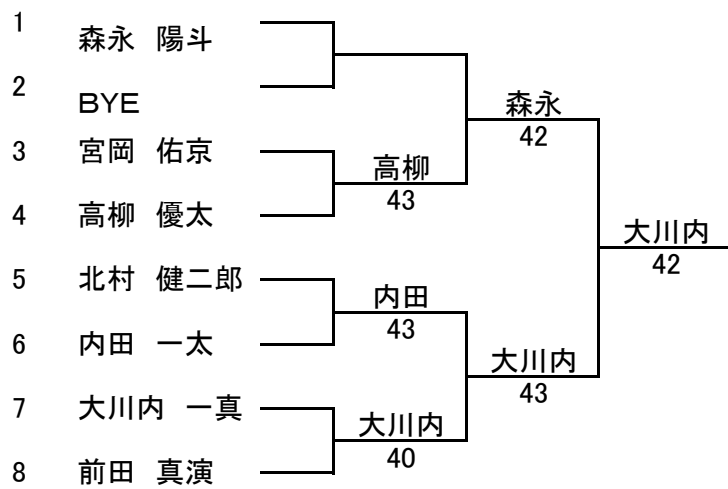 1 森永 陽斗
2 BYE
3 宮岡 佑京
4 高柳 優太
5 北村 健二郎
6 内田 一太
7 大川内 一真
8 前田 真演
高柳
43
内田
43
大川内
40
森永
42
大川内
43
大川内
42